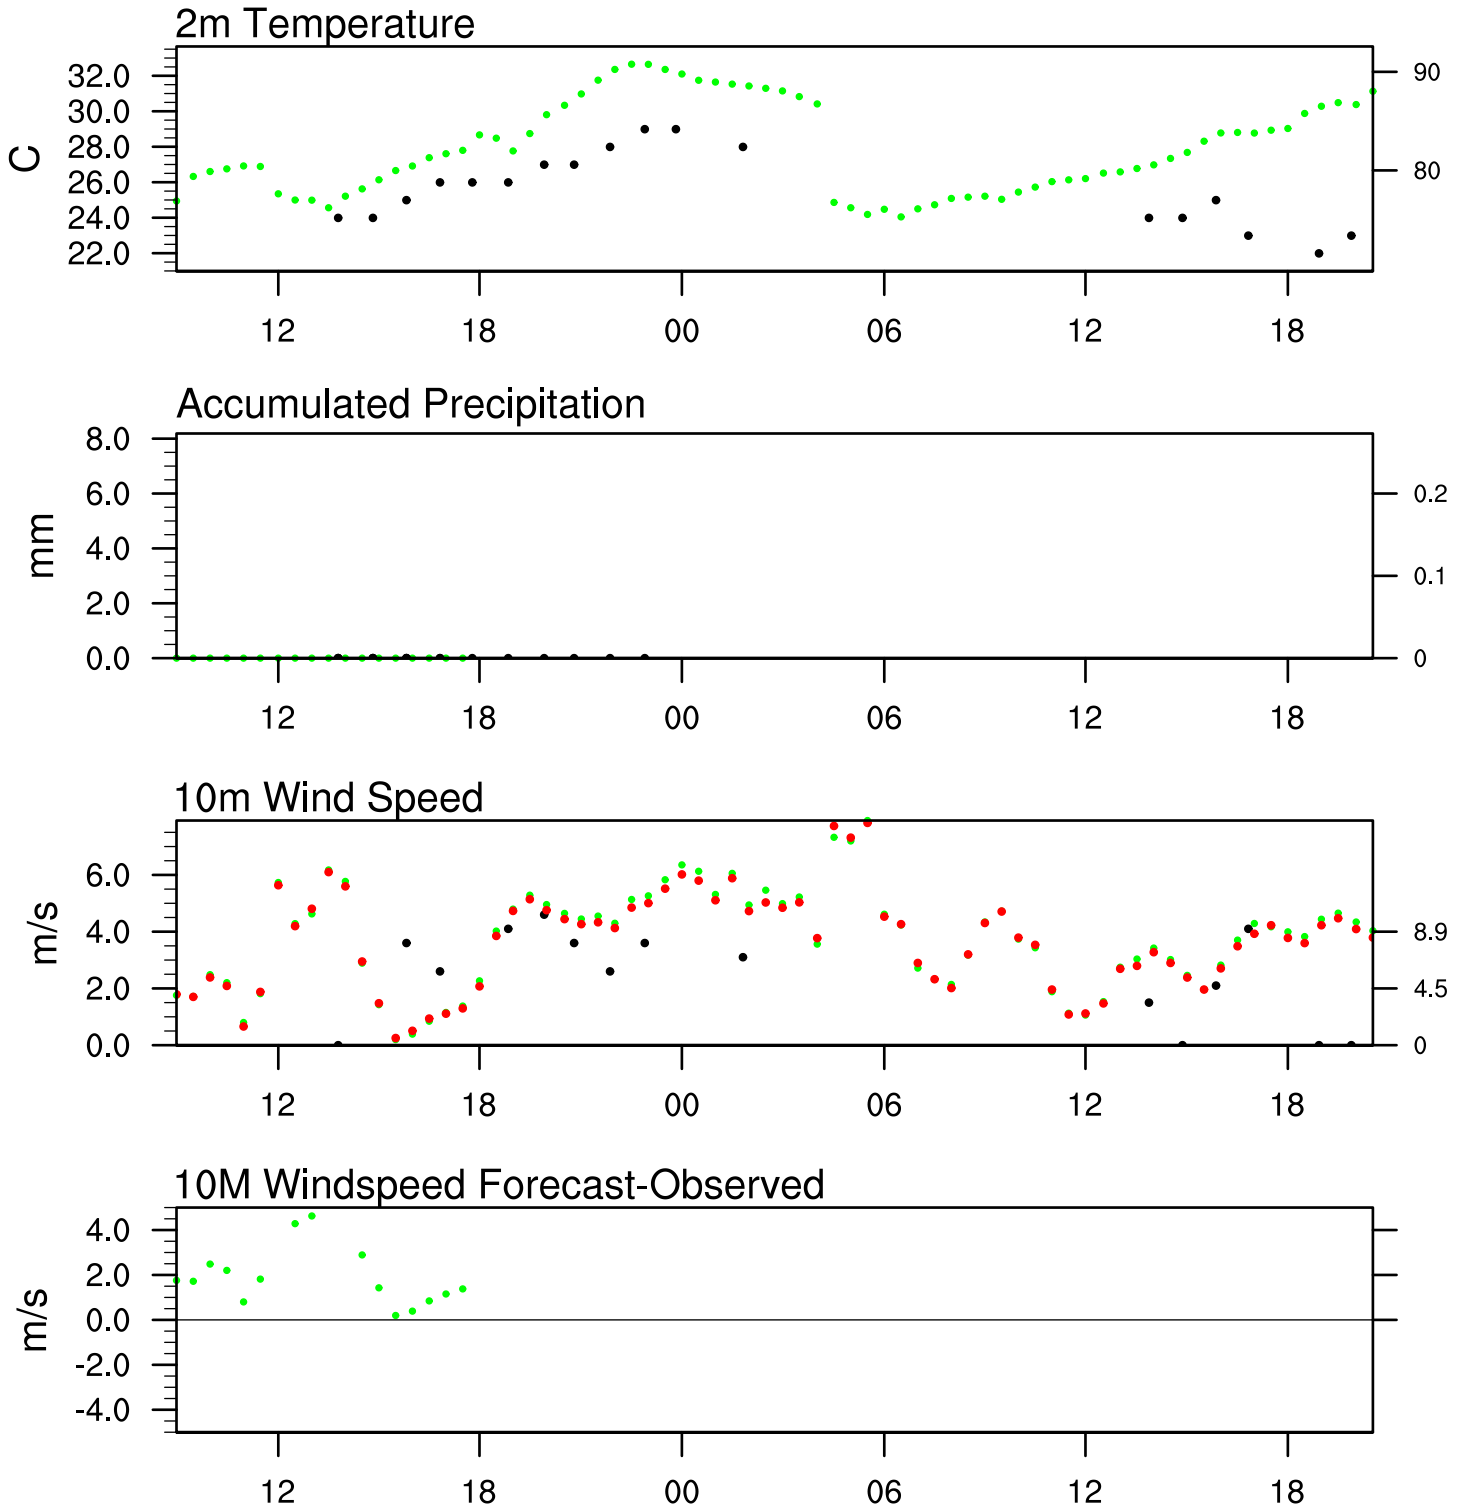 2m Temperature
32.0
30.0
28.0
26.0
24.0
22.0
C
90
80
12 18 00 06 12 18
Accumulated Precipitation
8.0
6.0
4.0
2.0
0.0
mm
0.2
0.1
0
12 18 00 06 12 18
10m Wind Speed
6.0
4.0
2.0
0.0
m/s
8.9
4.5
0
12 18 00 06 12 18
10M Windspeed Forecast-Observed
4.0
2.0
0.0
-2.0
-4.0
m/s
12 18 00 06 12 18